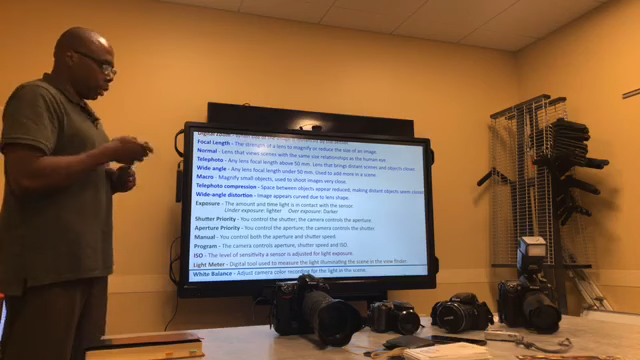 Digital Zoom -
Focal Length - The strength of a lens to magnify or reduce the size of an image.
Normal - Lens that views scenes with the same size relationships as the human eye.
Telephoto - Any lens focal length above 50 mm. Lens that brings distant scenes and objects closer.
Wide angle - Any lens focal length under 50 mm. Used to add more in a scene.
Macro - Magnify small objects, used to shoot images very close.
Telephoto compression - Space between objects appear reduced, making distant objects seem closer
Wide-angle distortion - Image appears curved due to lens shape.
Exposure - The amount and time light is in contact with the sensor.
Under exposure: lighter Over exposure: Darker
Shutter Priority - You control the shutter; the camera controls the aperture.
Aperture Priority - You control the aperture; the camera controls the shutter.
Manual - You control both the aperture and shutter speed.
Program - The camera controls aperture, shutter speed and ISO.
ISO - The level of sensitivity a sensor is adjusted for light exposure.
Light Meter - Digital tool used to measure the light illuminating the scene in the view finder.
White Balance - Adjust camera color recording for the light in the scene.